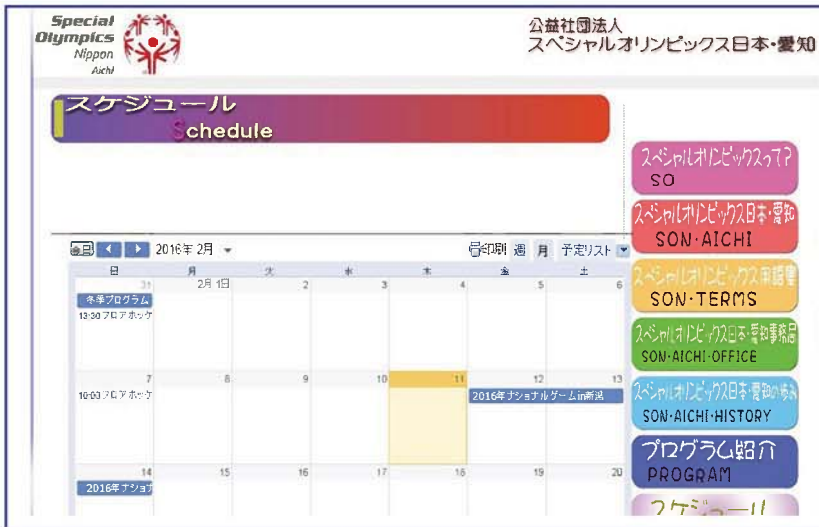 Special
Olympics
Nippon
Aichi
公益社団法人
スペシャルオリンピックス日本・愛知
スケジュール
Schedule
スペシャルオリンピックスって?
SO
スペシャルオリンピックス日本・愛知
SON・AICHI
スペシャルオリンピックス用語集
SON・TERMS
スペシャルオリンピックス日本・愛知事務局
SON・AICHI・OFFICE
スペシャルオリンピックス日本・愛知の歩み
SON・AICHI・HISTORY
プログラム紹介
PROGRAM
スケジュール
今日 2016年 2月 印刷 週 月 予定リスト
日 月 火 水 木 金 土
31 2月 1日 2 3 4 5 6
冬季プログラム
13:30 フロアホッケ
7 8 9 10 11 12 13
10:00 フロアホッケ 2016年ナショナルゲームin新潟
14 15 16 17 18 19 20
2016年ナショナ